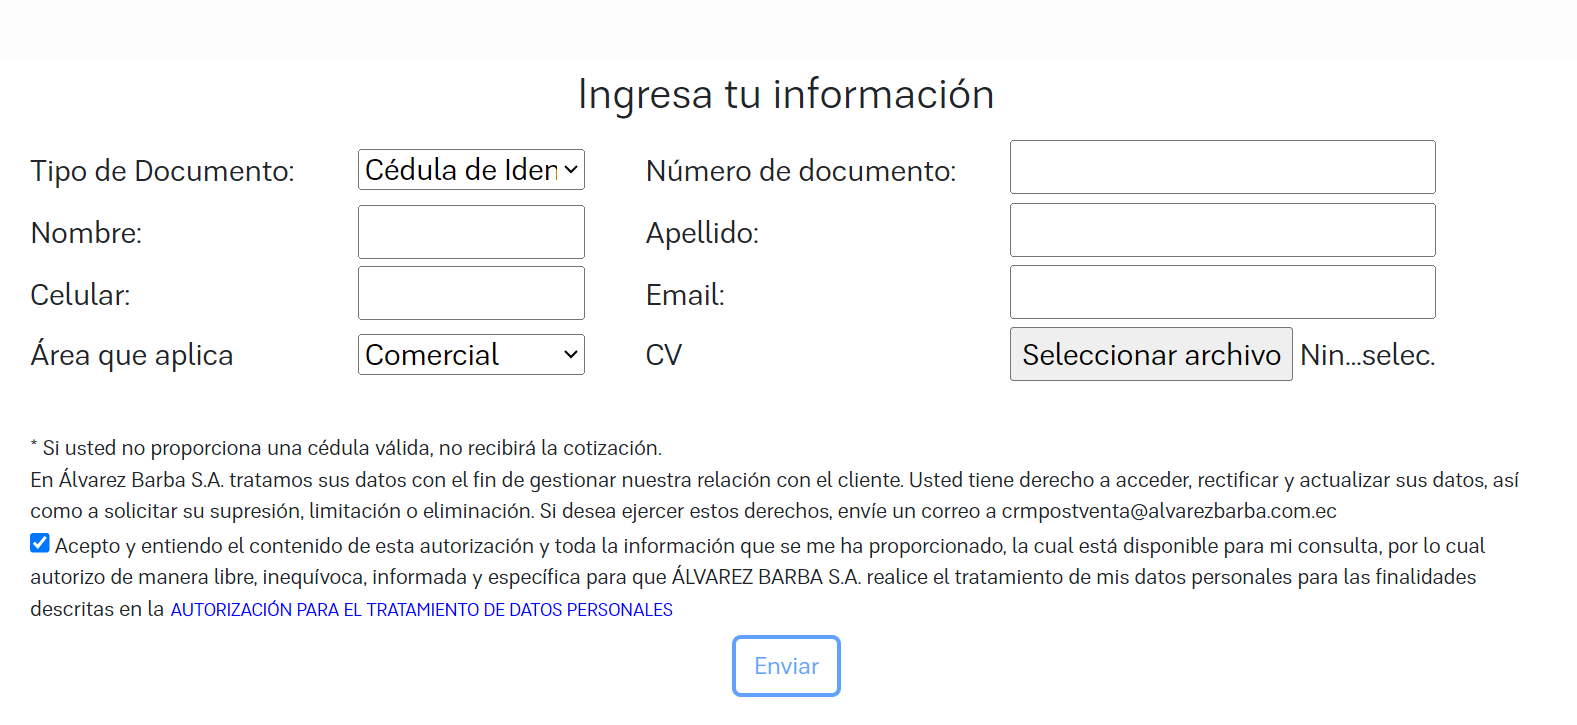 Ingresa tu información
Tipo de Documento: Cédula de Iden Número de documento:
Nombre: Apellido:
Celular: Email:
Área que aplica Comercial CV Seleccionar archivo Nin...selec.
* Si usted no proporciona una cédula válida, no recibirá la cotización.
En Álvarez Barba S.A. tratamos sus datos con el fin de gestionar nuestra relación con el cliente. Usted tiene derecho a acceder, rectificar y actualizar sus datos, así
como a solicitar su supresión, limitación o eliminación. Si desea ejercer estos derechos, envíe un correo a crmpostventa@alvarezbarba.com.ec
Acepto y entiendo el contenido de esta autorización y toda la información que se me ha proporcionado, la cual está disponible para mi consulta, por lo cual
autorizo de manera libre, inequívoca, informada y específica para que ÁLVAREZ BARBA S.A. realice el tratamiento de mis datos personales para las finalidades
descritas en la AUTORIZACIÓN PARA EL TRATAMIENTO DE DATOS PERSONALES
Enviar